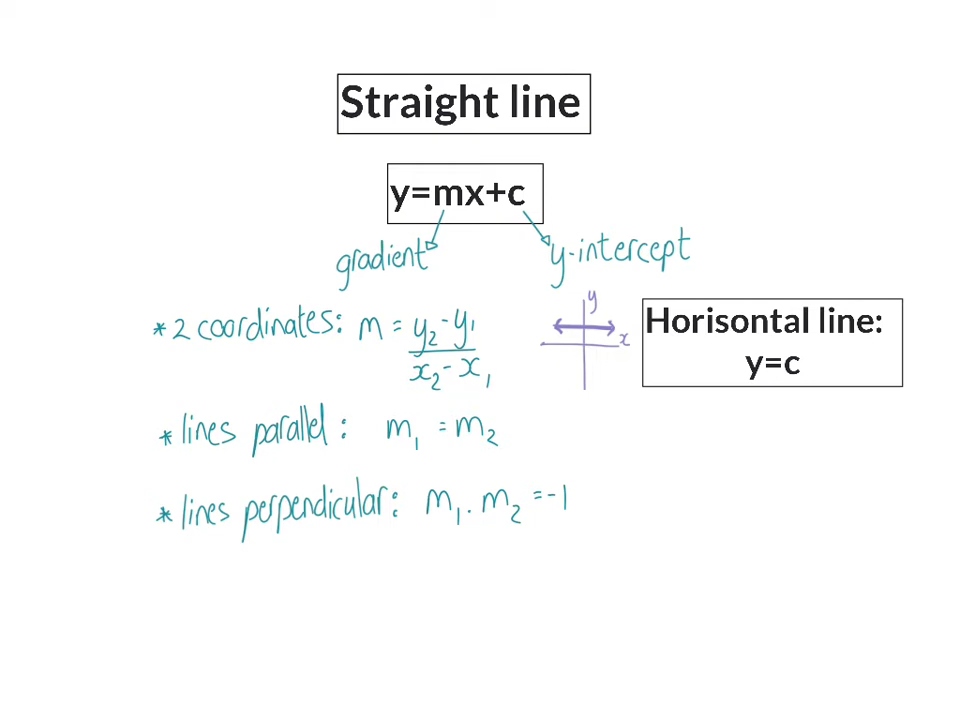 Straight line
y=mx+c
gradient
y-intercept
*2 coordinates: m = y₂-y₁
x₂-x₁
y
x
Horisontal line:
y=c
*lines parallel: m₁ = m₂
*lines perpendicular: m₁. m₂ =-1